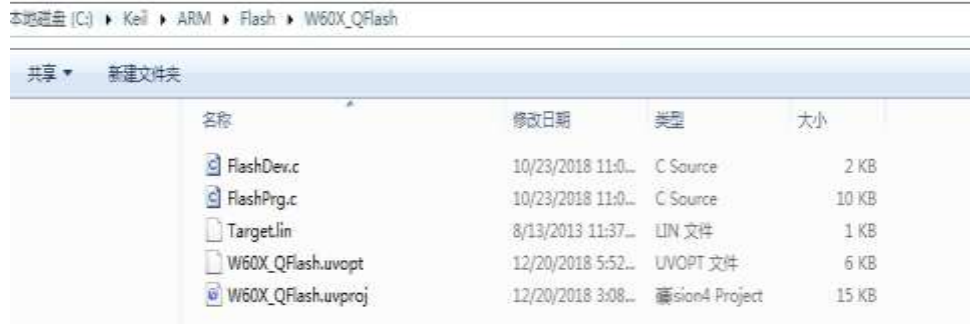 本地磁盘 (C:) ▸ Keil ▸ ARM ▸ Flash ▸ W60X_QFlash
共享 ▾ 新建文件夹
名称 修改日期 类型 大小
FlashDev.c 10/23/2018 11:0... C Source 2 KB
FlashPrg.c 10/23/2018 11:0... C Source 10 KB
Target.lin 8/13/2013 11:37... LIN 文件 1 KB
W60X_QFlash.uvopt 12/20/2018 5:52... UVOPT 文件 6 KB
W60X_QFlash.uvproj 12/20/2018 3:08... sion4 Project 15 KB